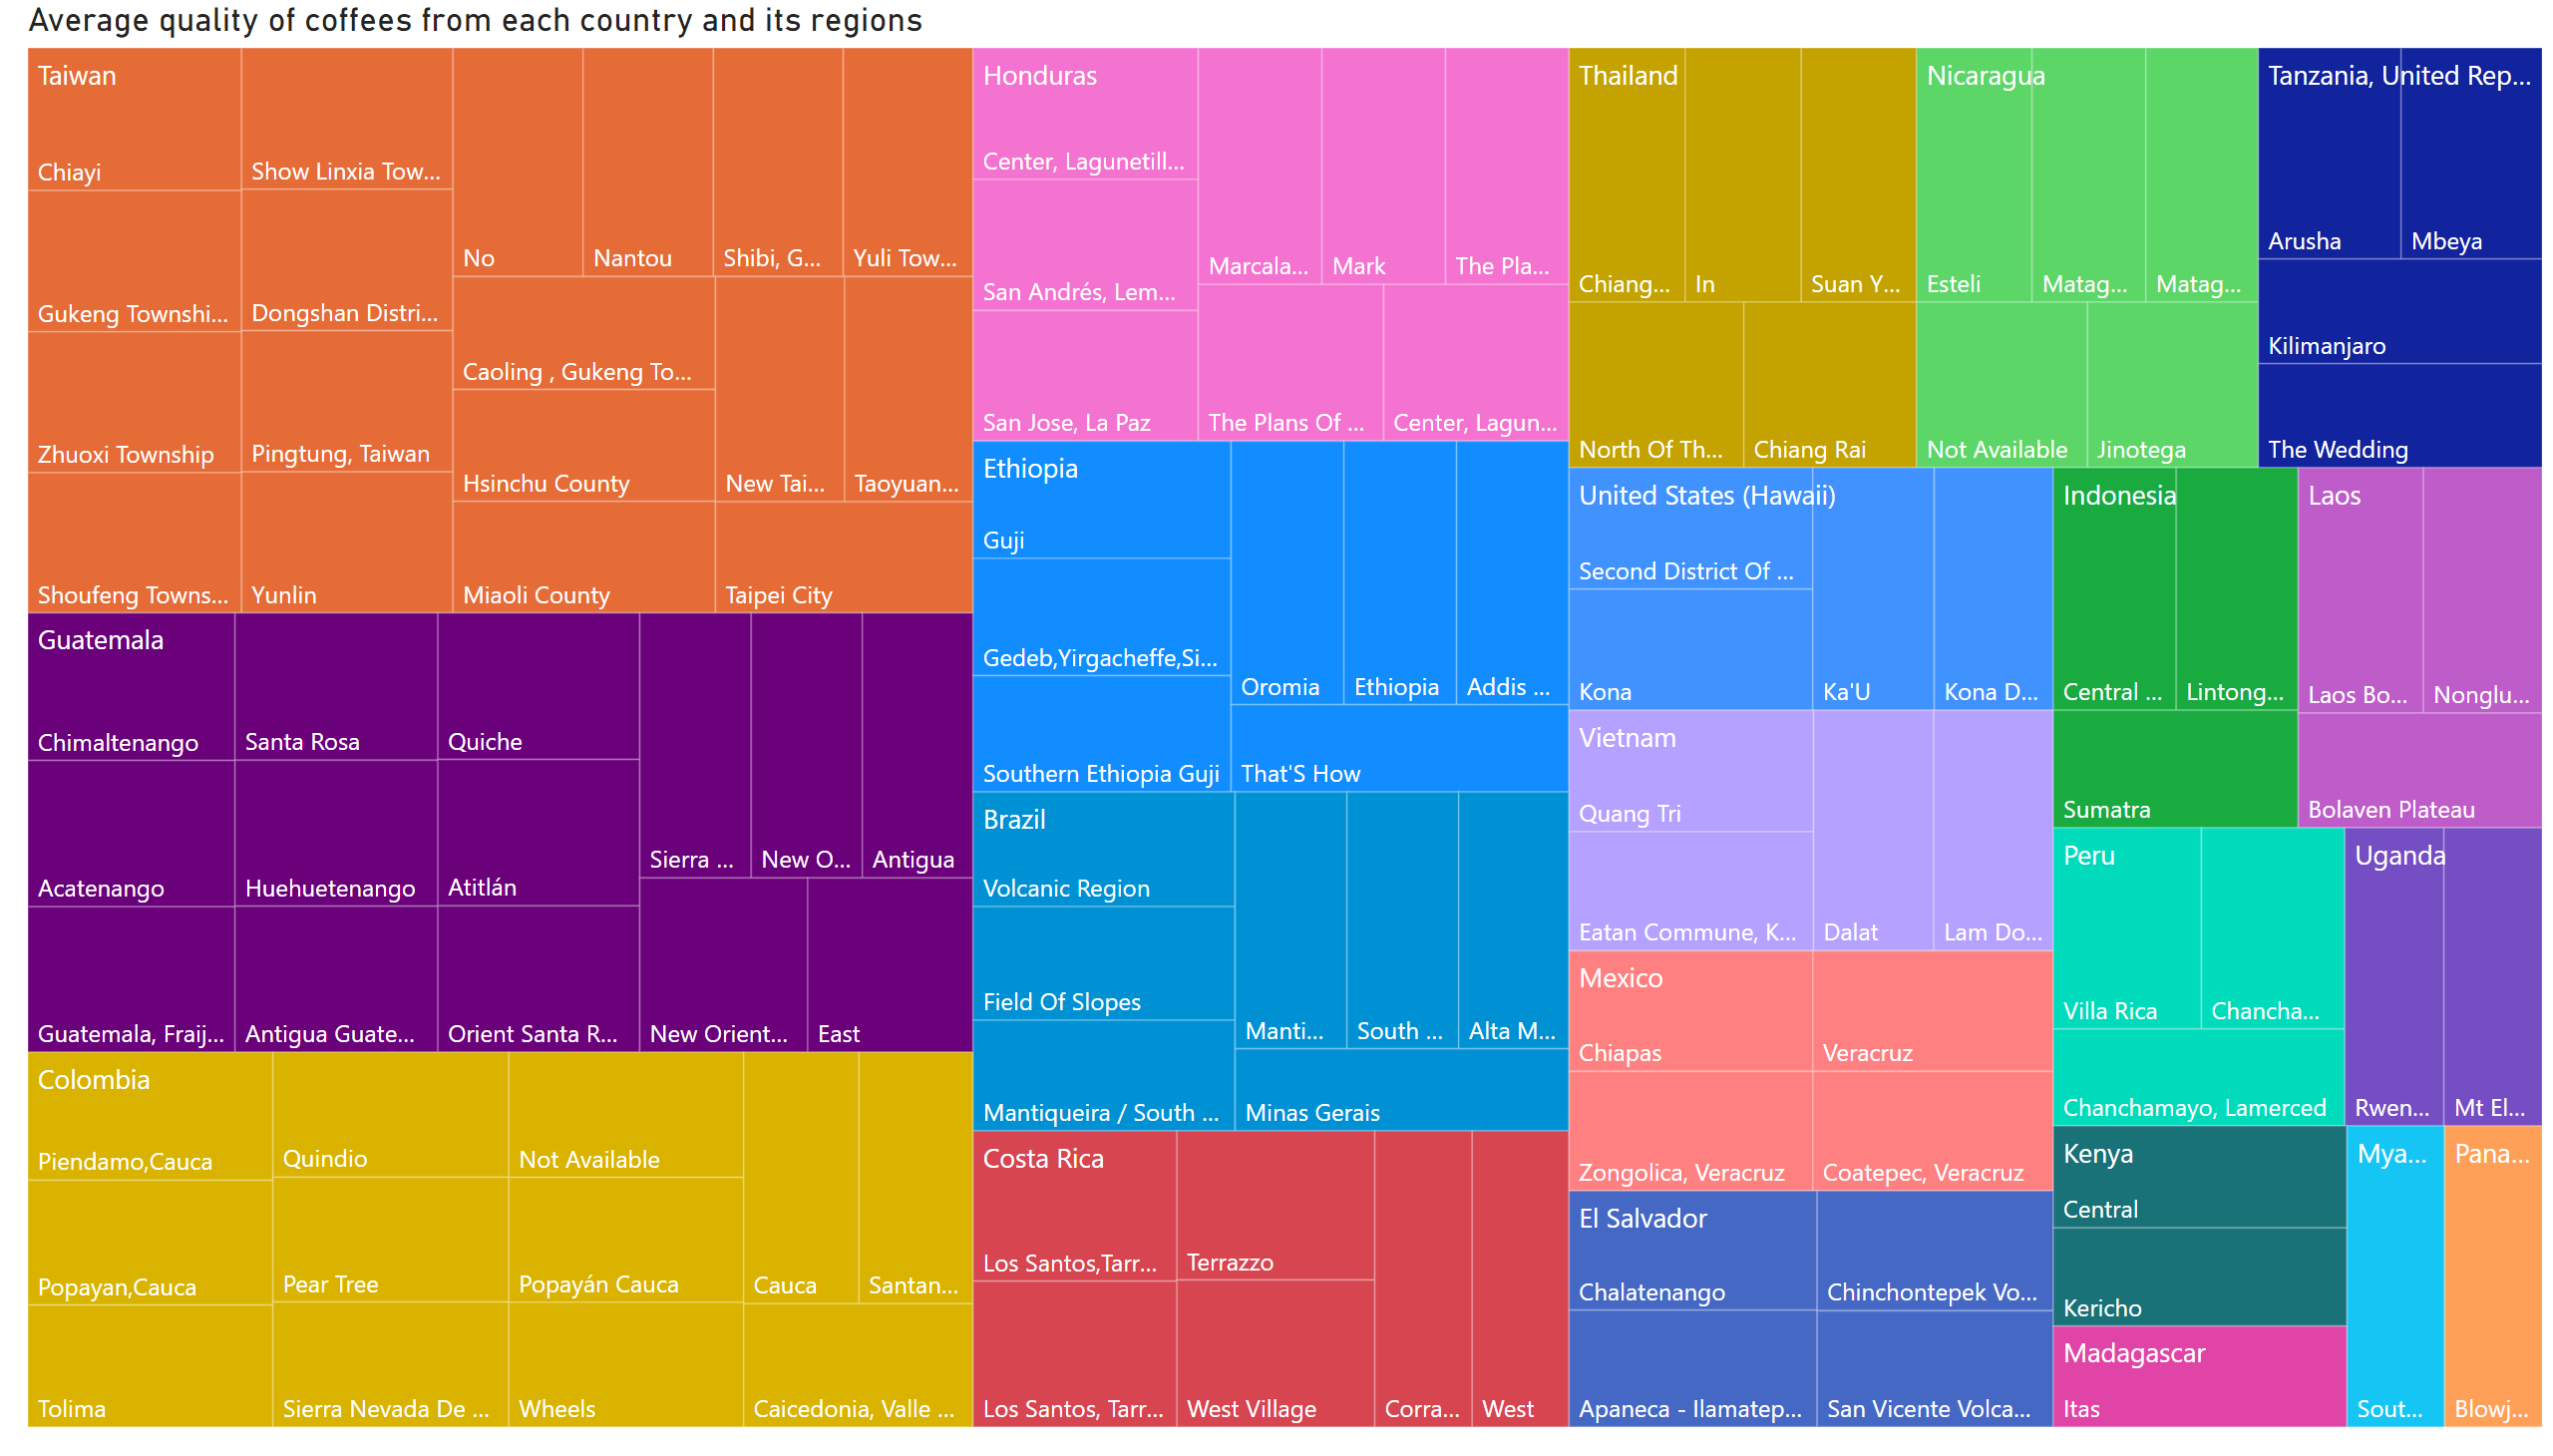 Average quality of coffees from each country and its regions
Taiwan
Chiayi
Show Linxia Tow...
No
Nantou
Shibi, G...
Yuli Tow...
Gukeng Townshi...
Dongshan Distri...
Caoling , Gukeng To...
Zhuoxi Township
Pingtung, Taiwan
Hsinchu County
New Tai...
Taoyuan...
Shoufeng Towns...
Yunlin
Miaoli County
Taipei City
Guatemala
Chimaltenango
Santa Rosa
Quiche
Sierra ...
New O...
Antigua
Acatenango
Huehuetenango
Atitlán
Guatemala, Fraij...
Antigua Guate...
Orient Santa R...
New Orient...
East
Colombia
Piendamo,Cauca
Quindio
Not Available
Cauca
Santan...
Popayan,Cauca
Pear Tree
Popayán Cauca
Tolima
Sierra Nevada De ...
Wheels
Caicedonia, Valle ...
Honduras
Center, Lagunetill...
Marcala...
Mark
The Pla...
San Andrés, Lem...
San Jose, La Paz
The Plans Of ...
Center, Lagun...
Ethiopia
Guji
Gedeb,Yirgacheffe,Si...
Oromia
Ethiopia
Addis ...
Southern Ethiopia Guji
That'S How
Brazil
Volcanic Region
Field Of Slopes
Manti...
South ...
Alta M...
Mantiqueira / South ...
Minas Gerais
Costa Rica
Los Santos,Tarr...
Terrazzo
Los Santos, Tarr...
West Village
Corra...
West
Thailand
Chiang...
In
Suan Y...
North Of Th...
Chiang Rai
Nicaragua
Esteli
Matag...
Matag...
Not Available
Jinotega
Tanzania, United Rep...
Arusha
Mbeya
Kilimanjaro
The Wedding
United States (Hawaii)
Second District Of ...
Kona
Ka'U
Kona D...
Indonesia
Central ...
Lintong...
Sumatra
Laos
Laos Bo...
Nonglu...
Bolaven Plateau
Vietnam
Quang Tri
Eatan Commune, K...
Dalat
Lam Do...
Mexico
Chiapas
Veracruz
Zongolica, Veracruz
Coatepec, Veracruz
El Salvador
Chalatenango
Chinchontepek Vo...
Apaneca - Ilamatep...
San Vicente Volca...
Peru
Villa Rica
Chancha...
Chanchamayo, Lamerced
Uganda
Rwen...
Mt El...
Kenya
Central
Kericho
Madagascar
Itas
Mya...
Sout...
Pana...
Blowj...